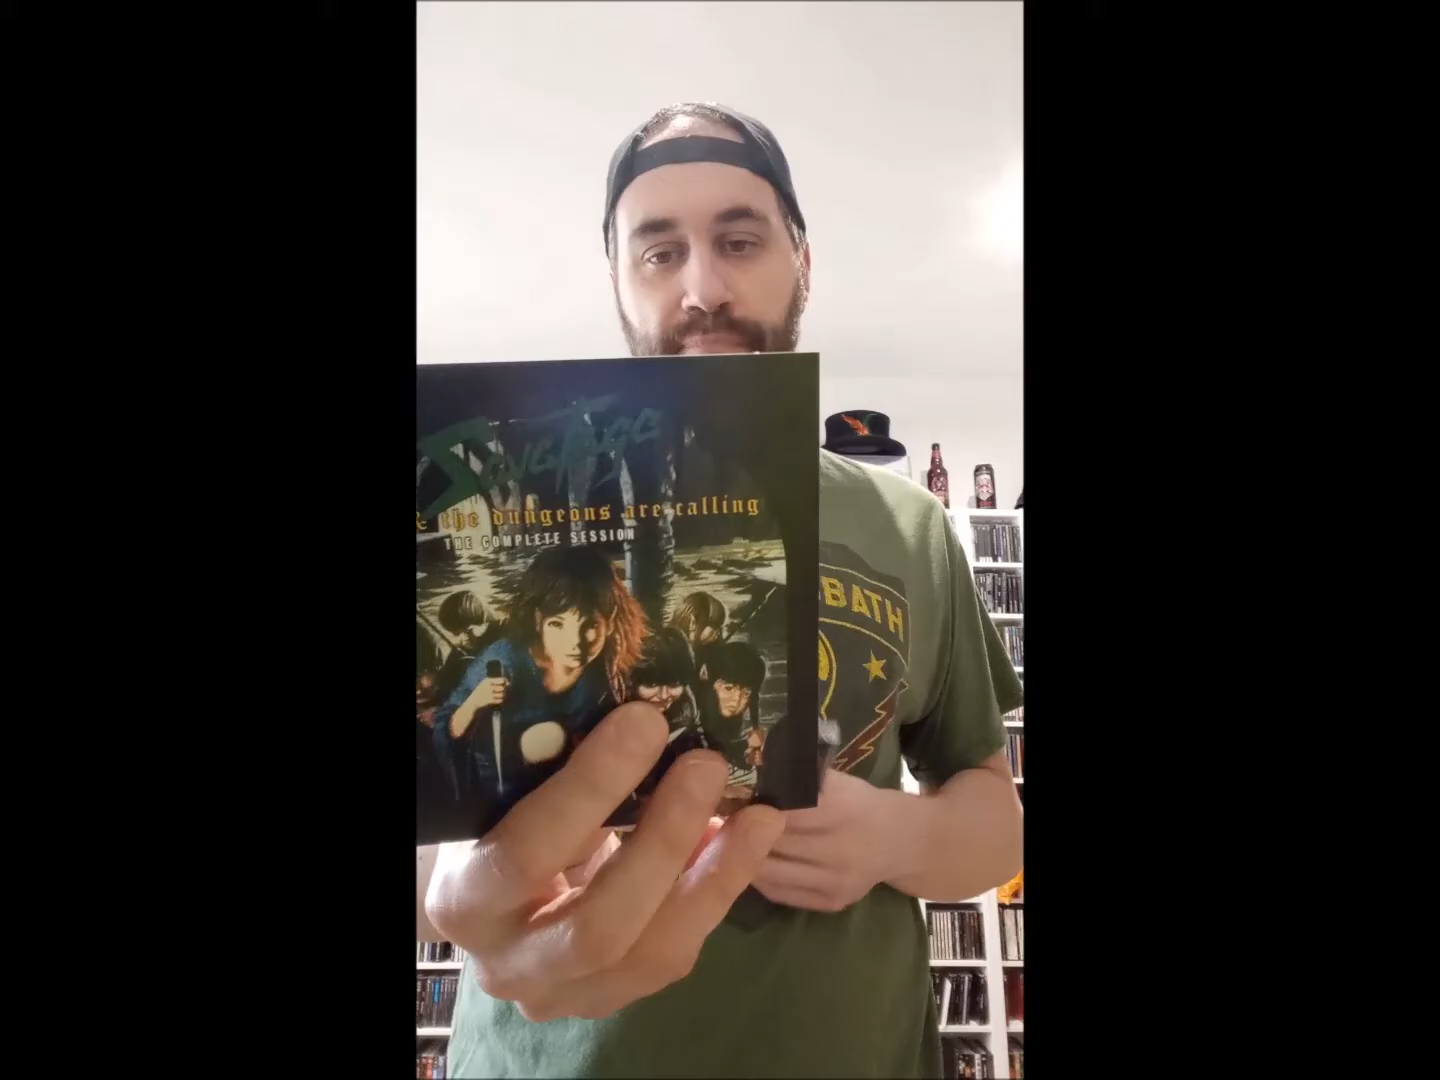 Savatage
& the dungeons are calling
THE COMPLETE SESSION
BATH